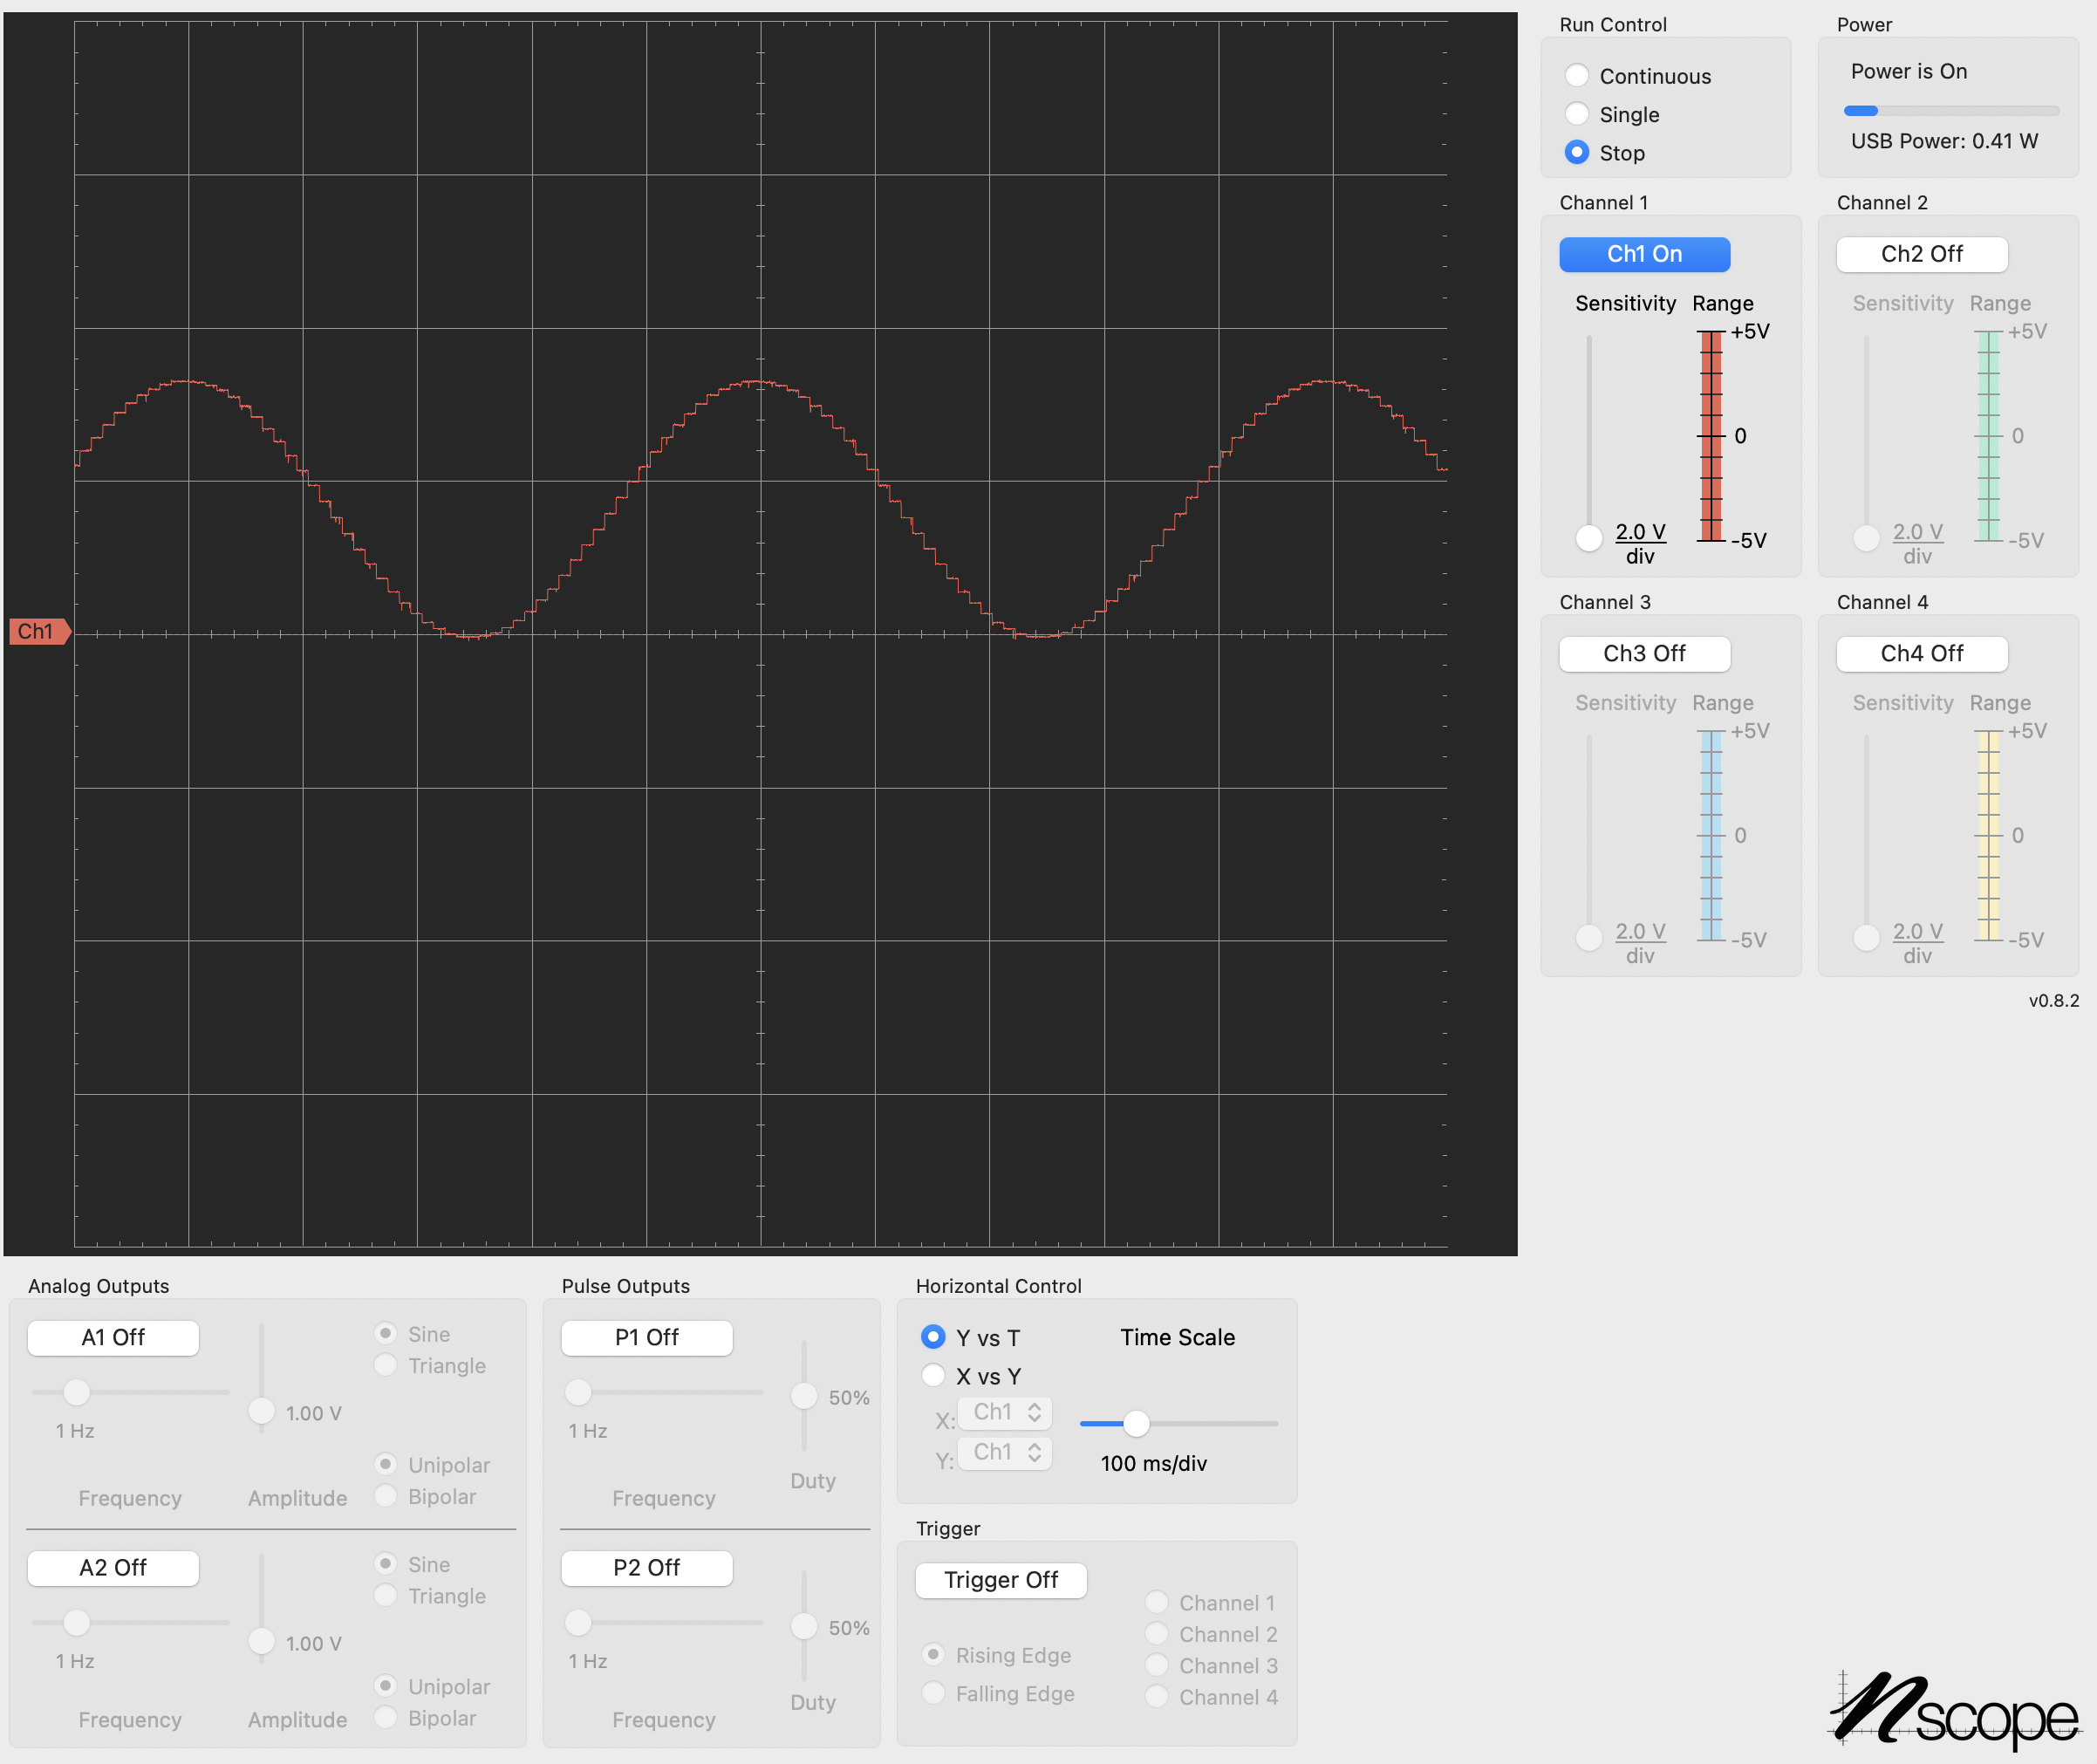 Run Control
Continuous
Single
Stop
Power
Power is On
USB Power: 0.41 W
Channel 1
Ch1 On
Sensitivity Range
+5V
0
-5V
2.0 V
div
Channel 2
Ch2 Off
Sensitivity Range
+5V
0
-5V
2.0 V
div
Ch1
Channel 3
Ch3 Off
Sensitivity Range
+5V
0
-5V
2.0 V
div
Channel 4
Ch4 Off
Sensitivity Range
+5V
0
-5V
2.0 V
div
v0.8.2
Analog Outputs
A1 Off
Sine
Triangle
1 Hz
1.00 V
Unipolar
Bipolar
Frequency
Amplitude
A2 Off
Sine
Triangle
1 Hz
1.00 V
Unipolar
Bipolar
Frequency
Amplitude
Pulse Outputs
P1 Off
1 Hz
50%
Frequency
Duty
P2 Off
1 Hz
50%
Frequency
Duty
Horizontal Control
Y vs T
X vs Y
X: Ch1
Y: Ch1
Time Scale
100 ms/div
Trigger
Trigger Off
Rising Edge
Falling Edge
Channel 1
Channel 2
Channel 3
Channel 4
nscope